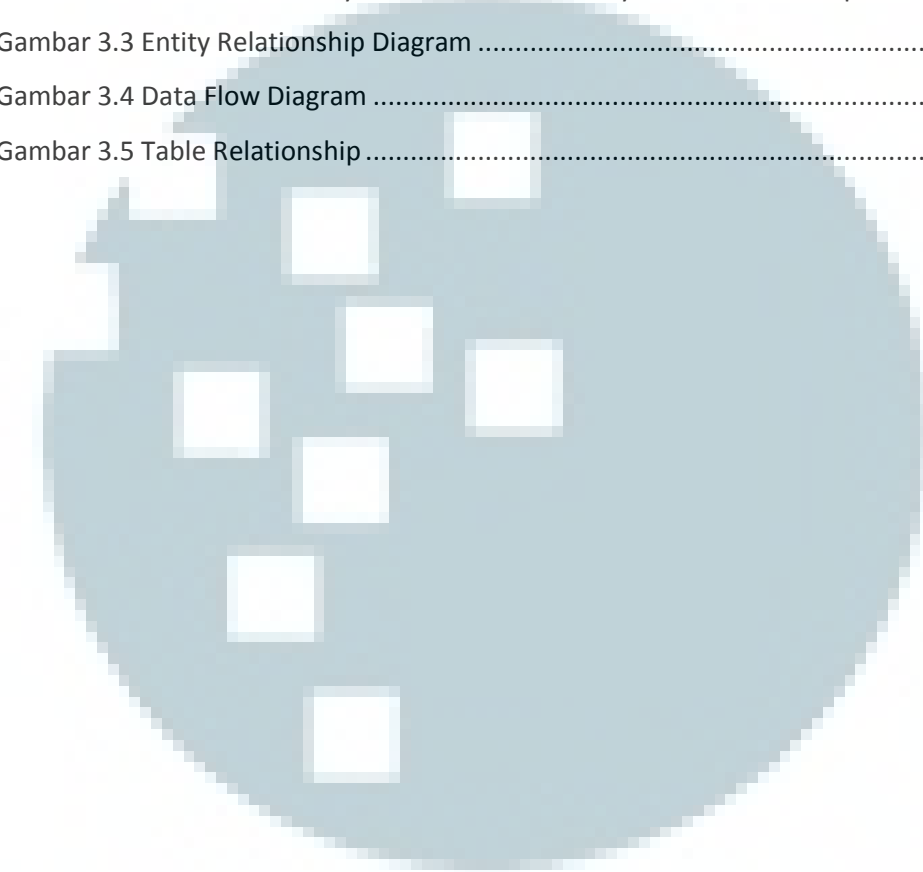 Gambar 3.3 Entity Relationship Diagram ..........................................................
Gambar 3.4 Data Flow Diagram ........................................................................
Gambar 3.5 Table Relationship .........................................................................